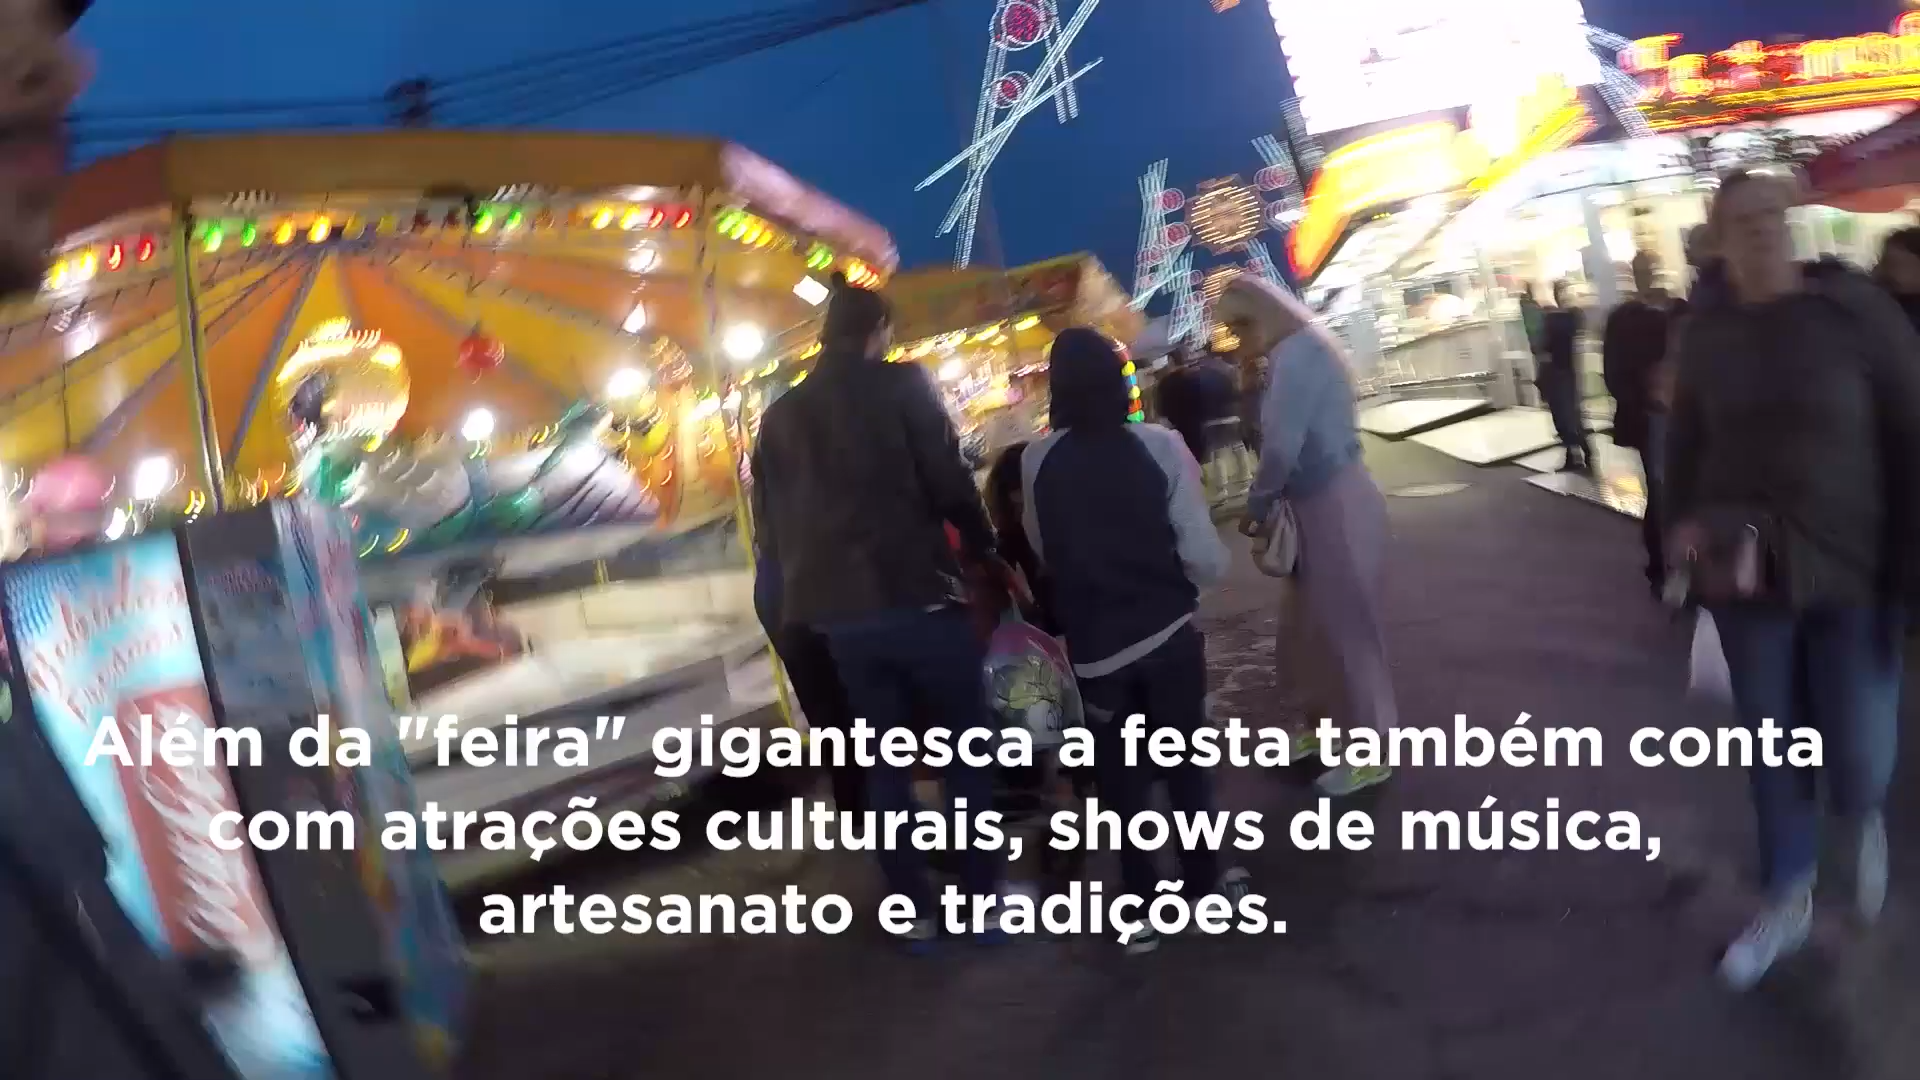 Além da "feira" gigantesca a festa também conta
com atrações culturais, shows de música,
artesanato e tradições.